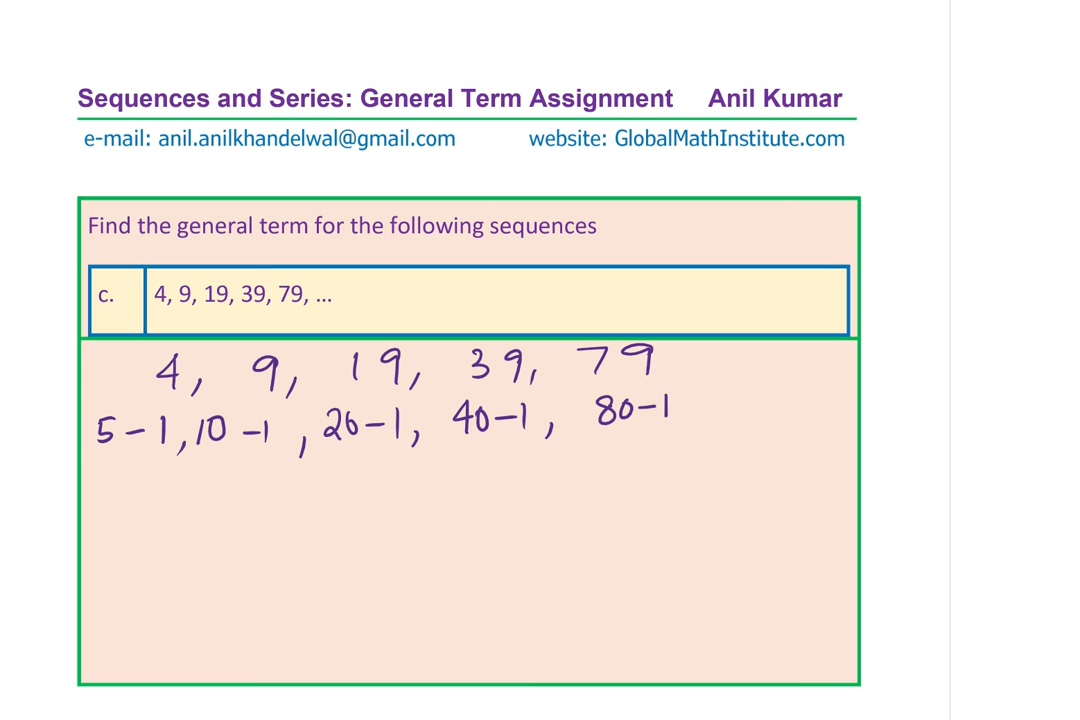 Sequences and Series: General Term Assignment Anil Kumar
e-mail: anil.anilkhandelwal@gmail.com website: GlobalMathInstitute.com
Find the general term for the following sequences
c. 4, 9, 19, 39, 79, ...
4, 9, 19, 39, 79
5-1, 10-1, 20-1, 40-1, 80-1